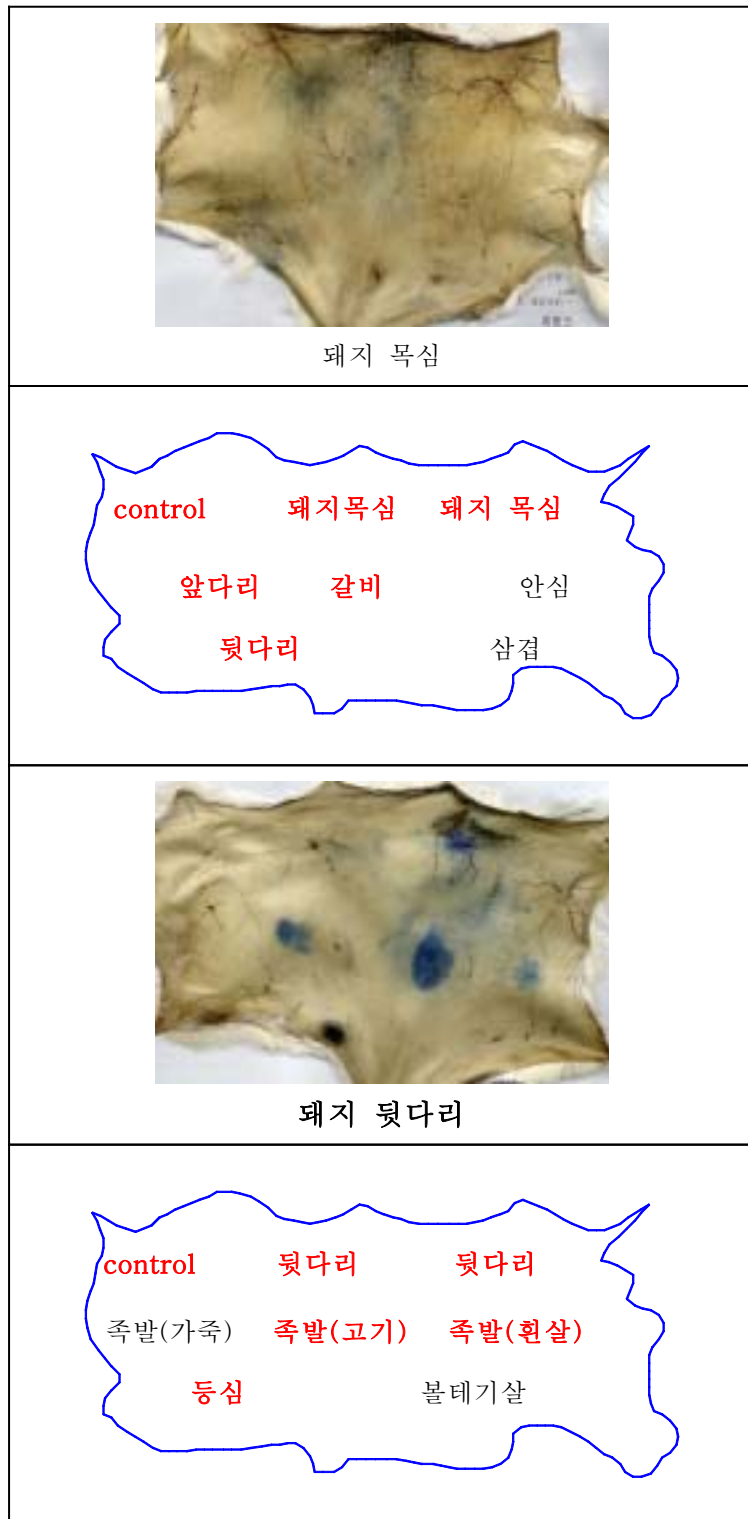 돼지 목심
control 돼지목심 돼지 목심
앞다리 갈비 안심
뒷다리 삼겹
돼지 뒷다리
control 뒷다리 뒷다리
족발(가죽) 족발(고기) 족발(흰살)
등심 볼테기살